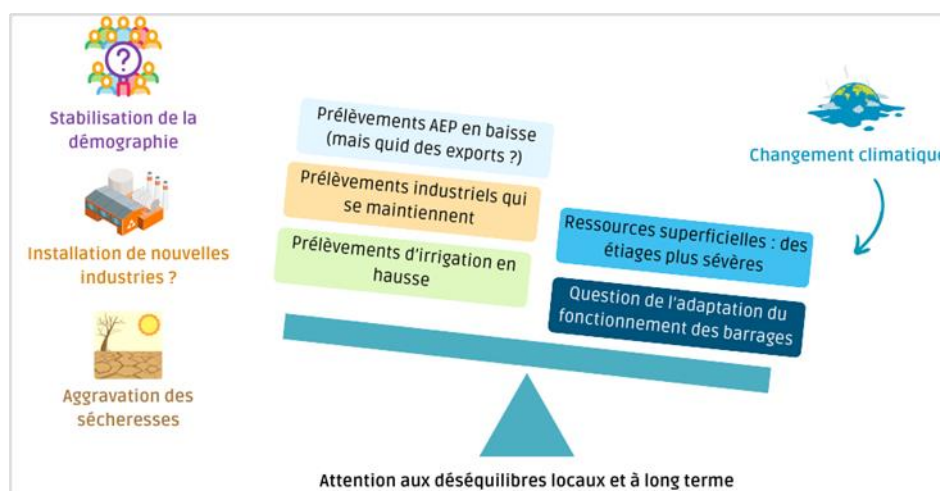 Stabilisation de la
démographie
Installation de nouvelles
industries ?
Aggravation des
sécheresses
Prélèvements AEP en baisse
(mais quid des exports ?)
Prélèvements industriels qui
se maintiennent
Prélèvements d'irrigation en
hausse
Ressources superficielles : des
étiages plus sévères
Question de l'adaptation du
fonctionnement des barrages
Changement climatique
Attention aux déséquilibres locaux et à long terme